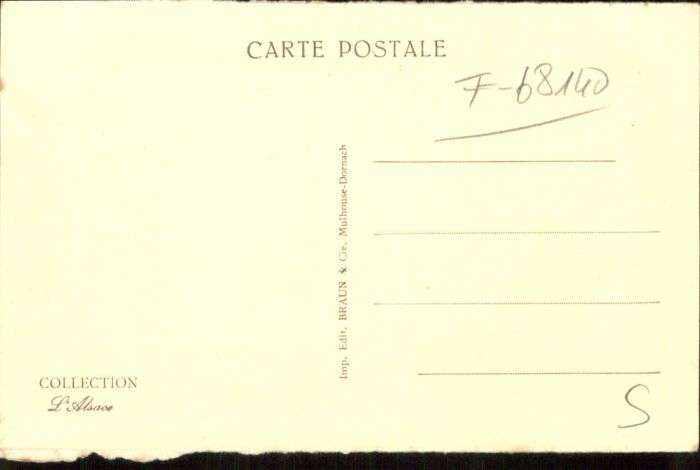 CARTE POSTALE
F-68140
Imp. Edit. BRAUN & Cie, Mulhouse-Dornach
COLLECTION
L'Alsace
S